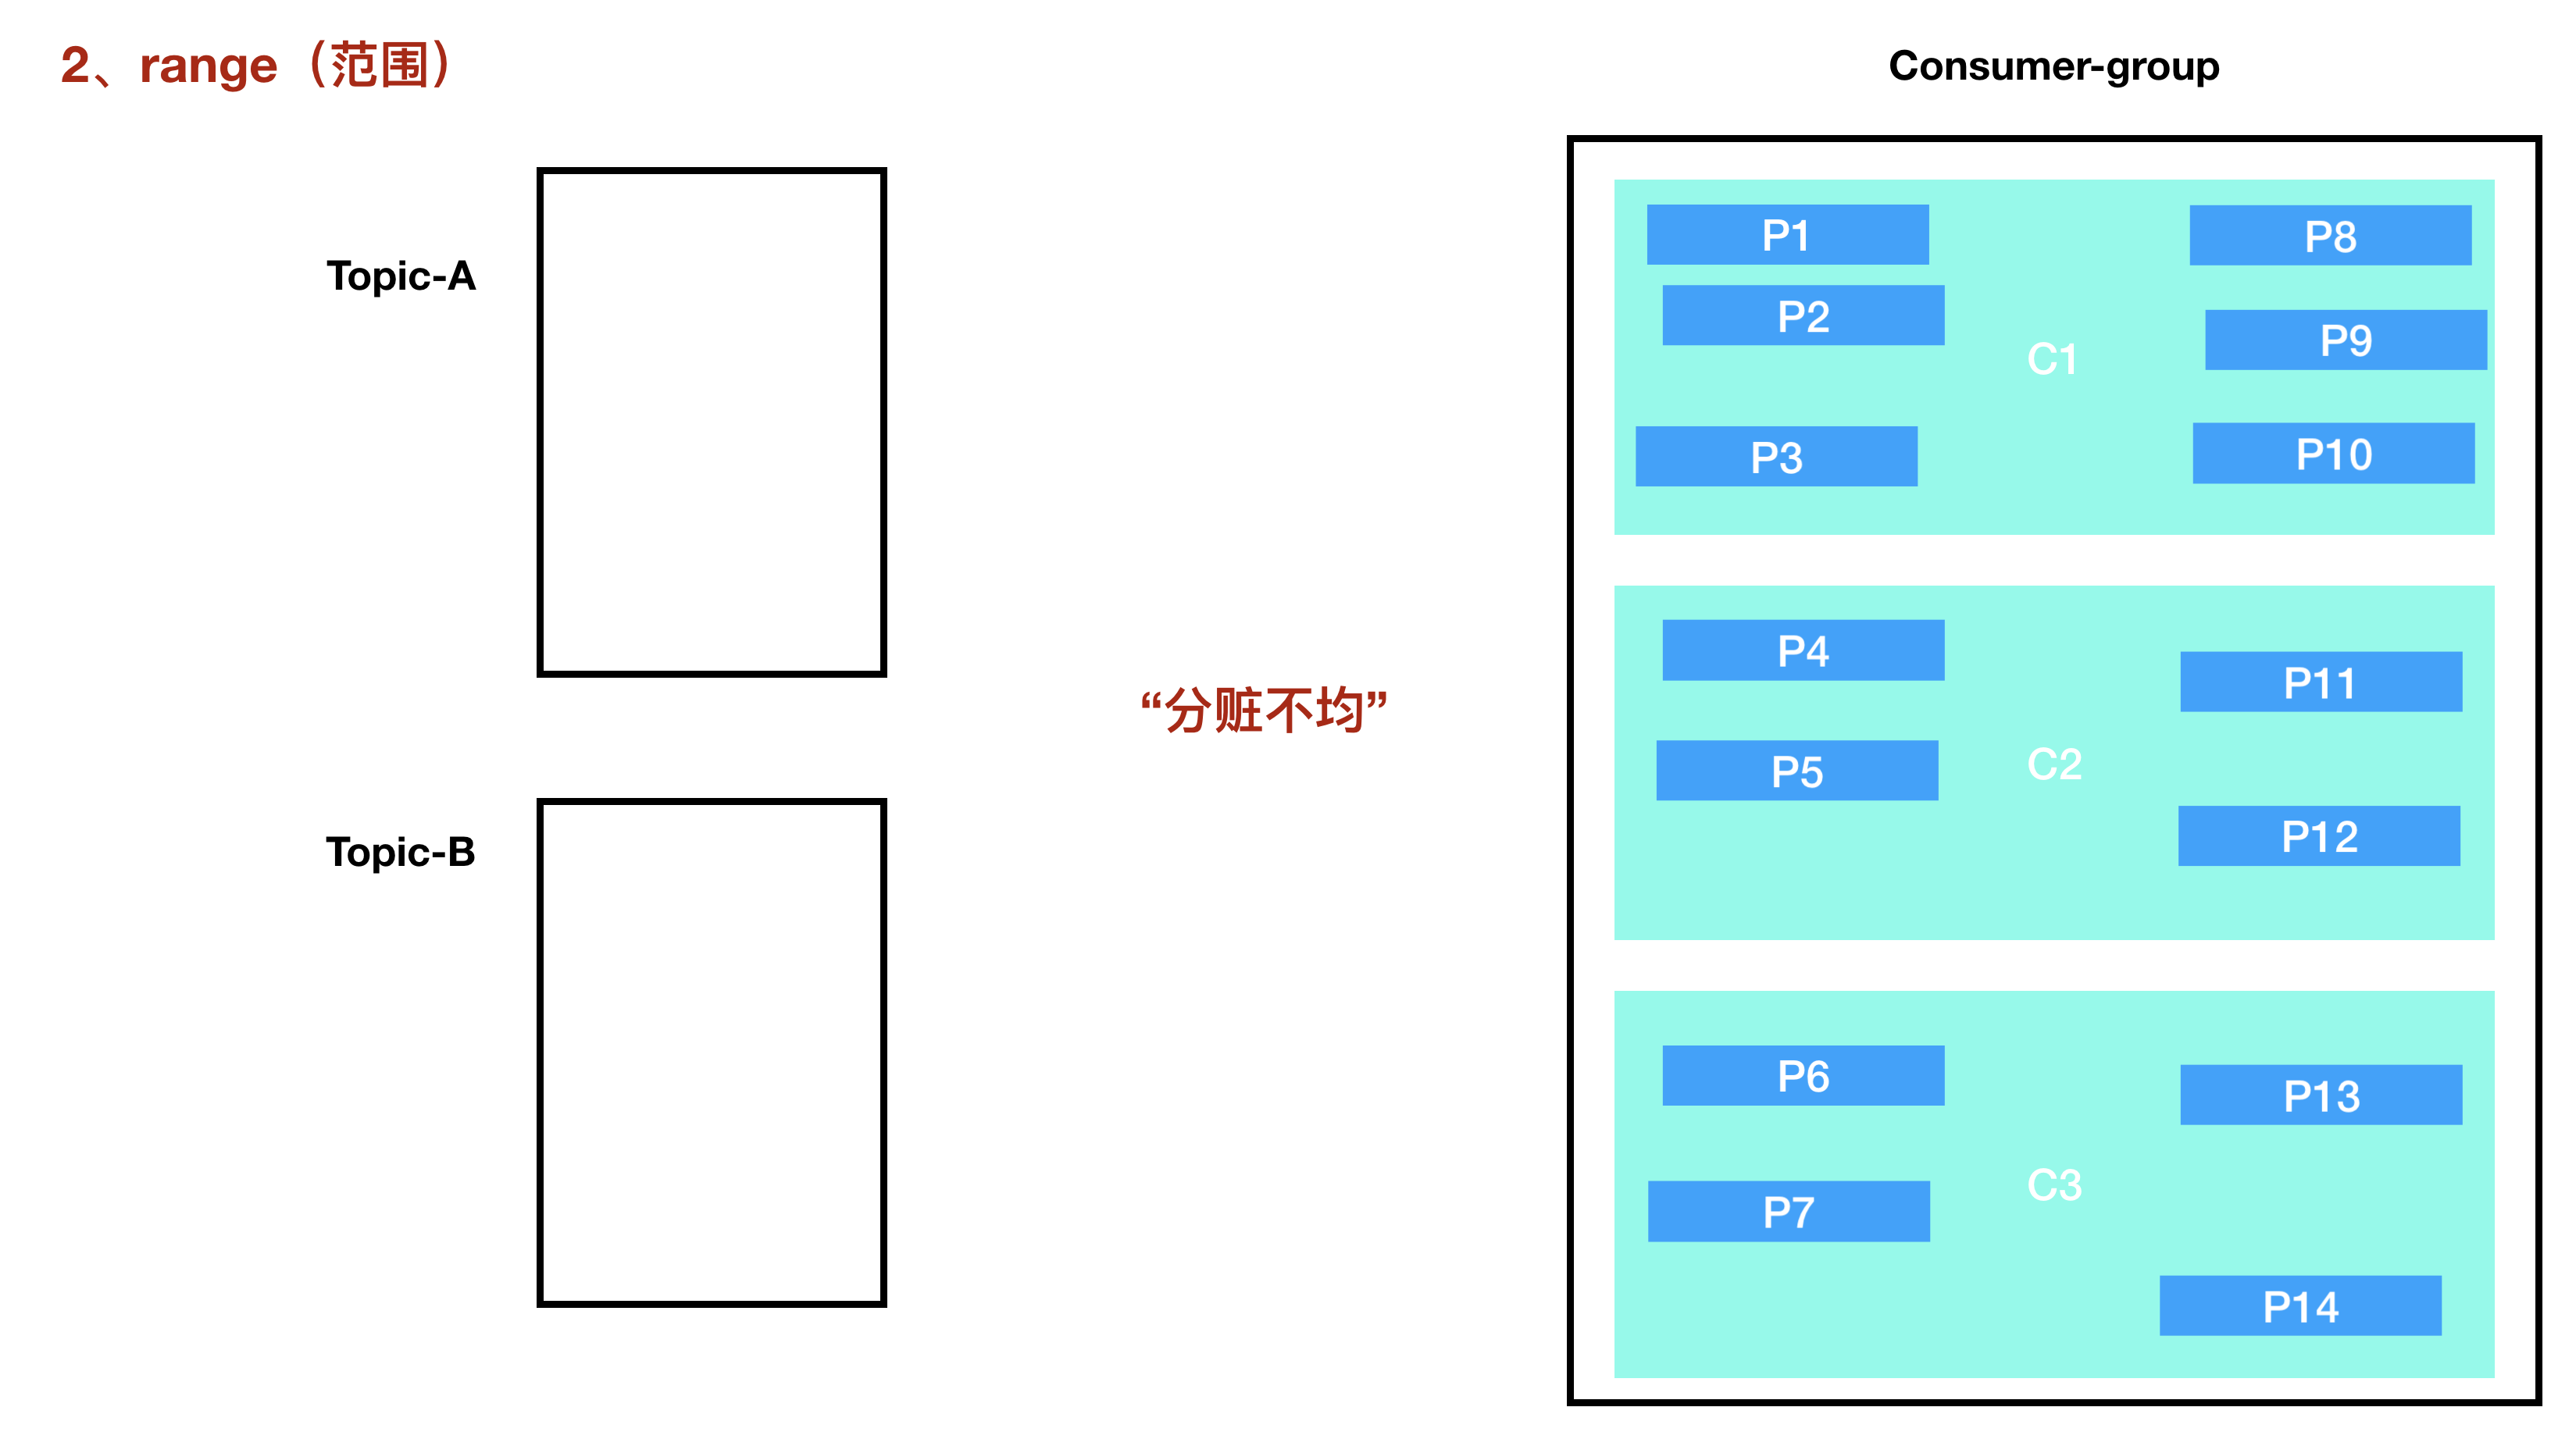 2、range（范围）
Consumer-group
Topic-A
Topic-B
“分赃不均”
P1
P8
P2
P9
C1
P3
P10
P4
P11
P5
C2
P12
P6
P13
C3
P7
P14